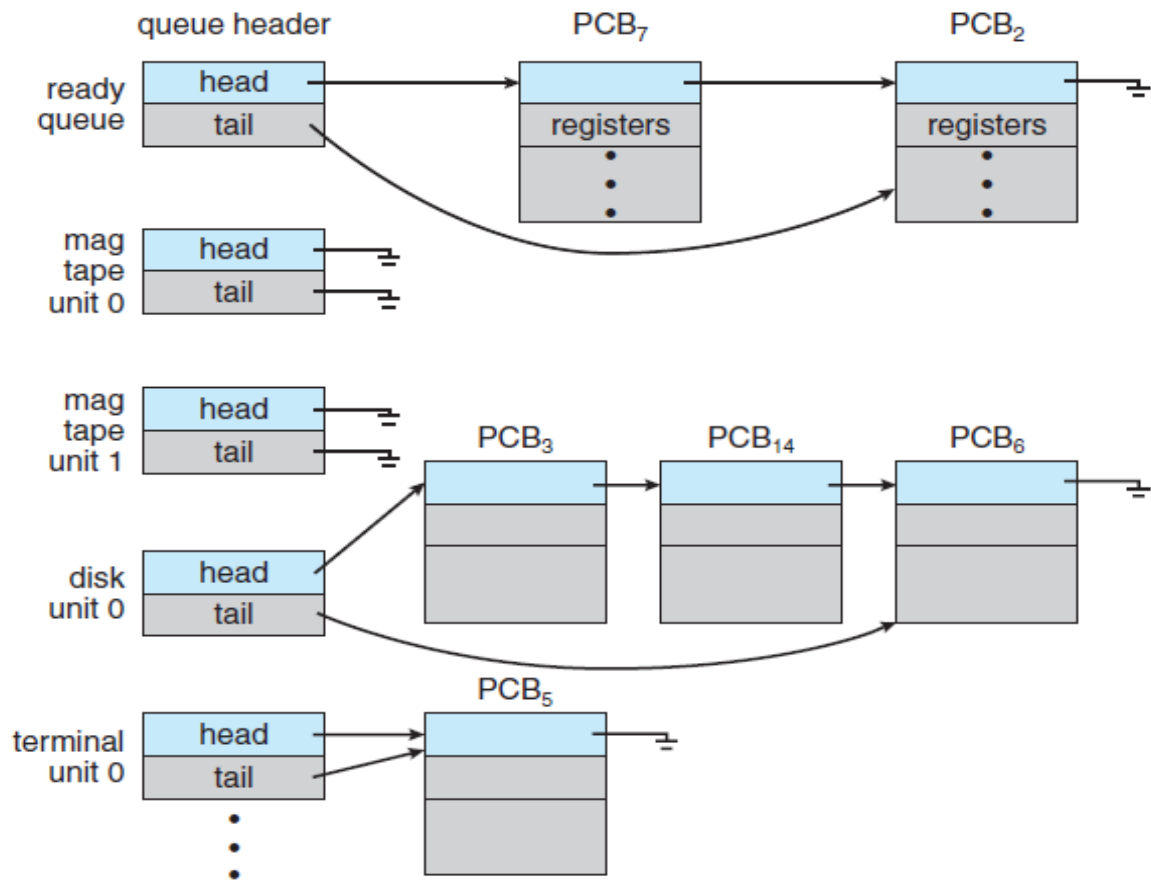 queue header
PCB₇
PCB₂
ready
queue
head
tail
registers
registers
mag
tape
unit 0
head
tail
mag
tape
unit 1
head
tail
PCB₃
PCB₁₄
PCB₆
disk
unit 0
head
tail
PCB₅
terminal
unit 0
head
tail